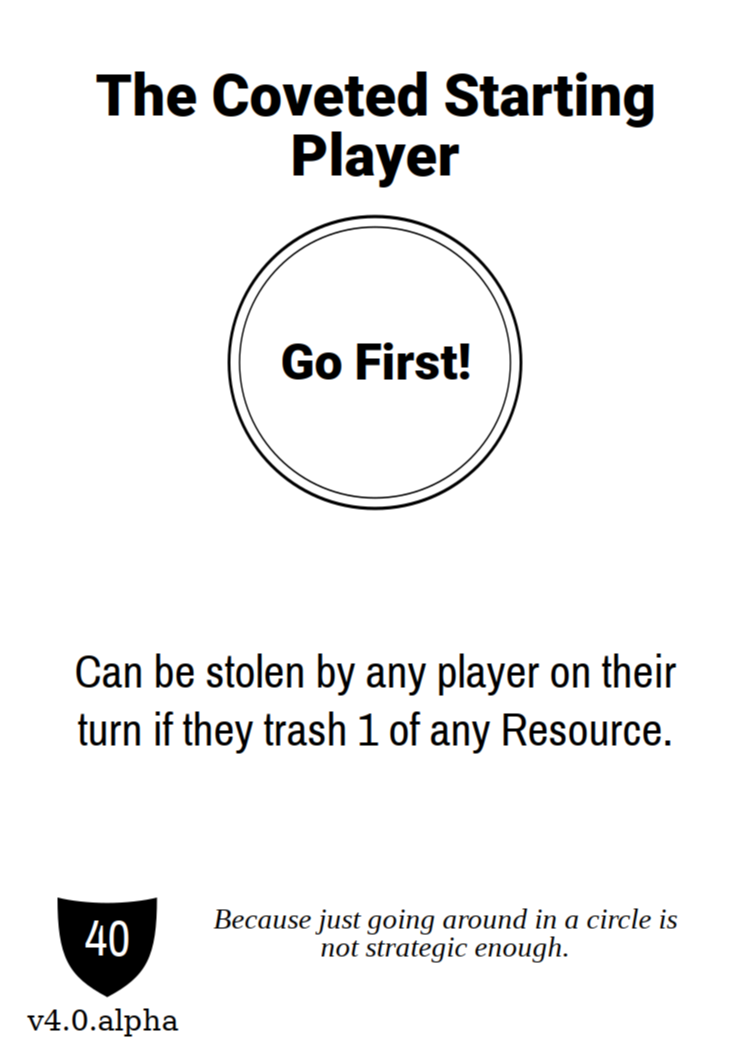 The Coveted Starting
Player
Go First!
Can be stolen by any player on their
turn if they trash 1 of any Resource.
40
Because just going around in a circle is
not strategic enough.
v4.0.alpha